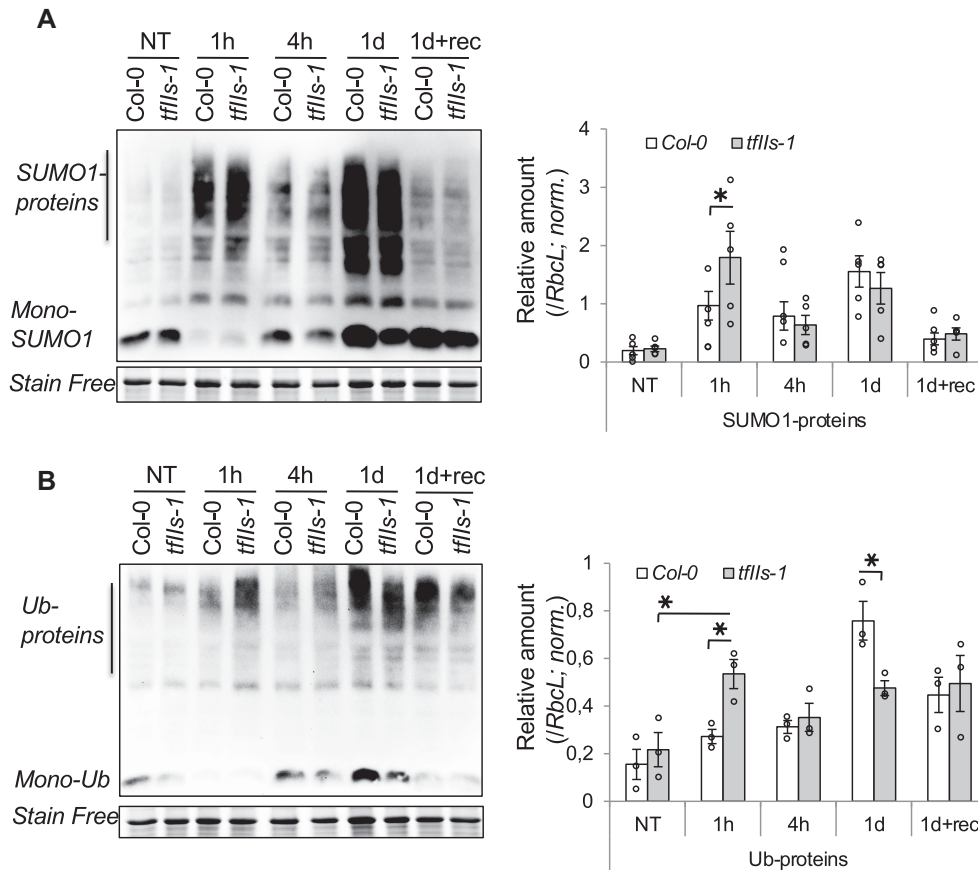 A
NT 1h 4h 1d 1d+rec
Col-0 tfIIs-1 Col-0 tfIIs-1 Col-0 tfIIs-1 Col-0 tfIIs-1 Col-0 tfIIs-1
SUMO1-
proteins
Mono-
SUMO1
Stain Free
Relative amount
(/RbcL; norm.)
4
3
2
1
0
Col-0 tfIIs-1
*
NT 1h 4h 1d 1d+rec
SUMO1-proteins
B
NT 1h 4h 1d 1d+rec
Col-0 tfIIs-1 Col-0 tfIIs-1 Col-0 tfIIs-1 Col-0 tfIIs-1 Col-0 tfIIs-1
Ub-
proteins
Mono-Ub
Stain Free
Relative amount
(/RbcL; norm.)
1
0,8
0,6
0,4
0,2
0
Col-0 tfIIs-1
*
*
*
NT 1h 4h 1d 1d+rec
Ub-proteins